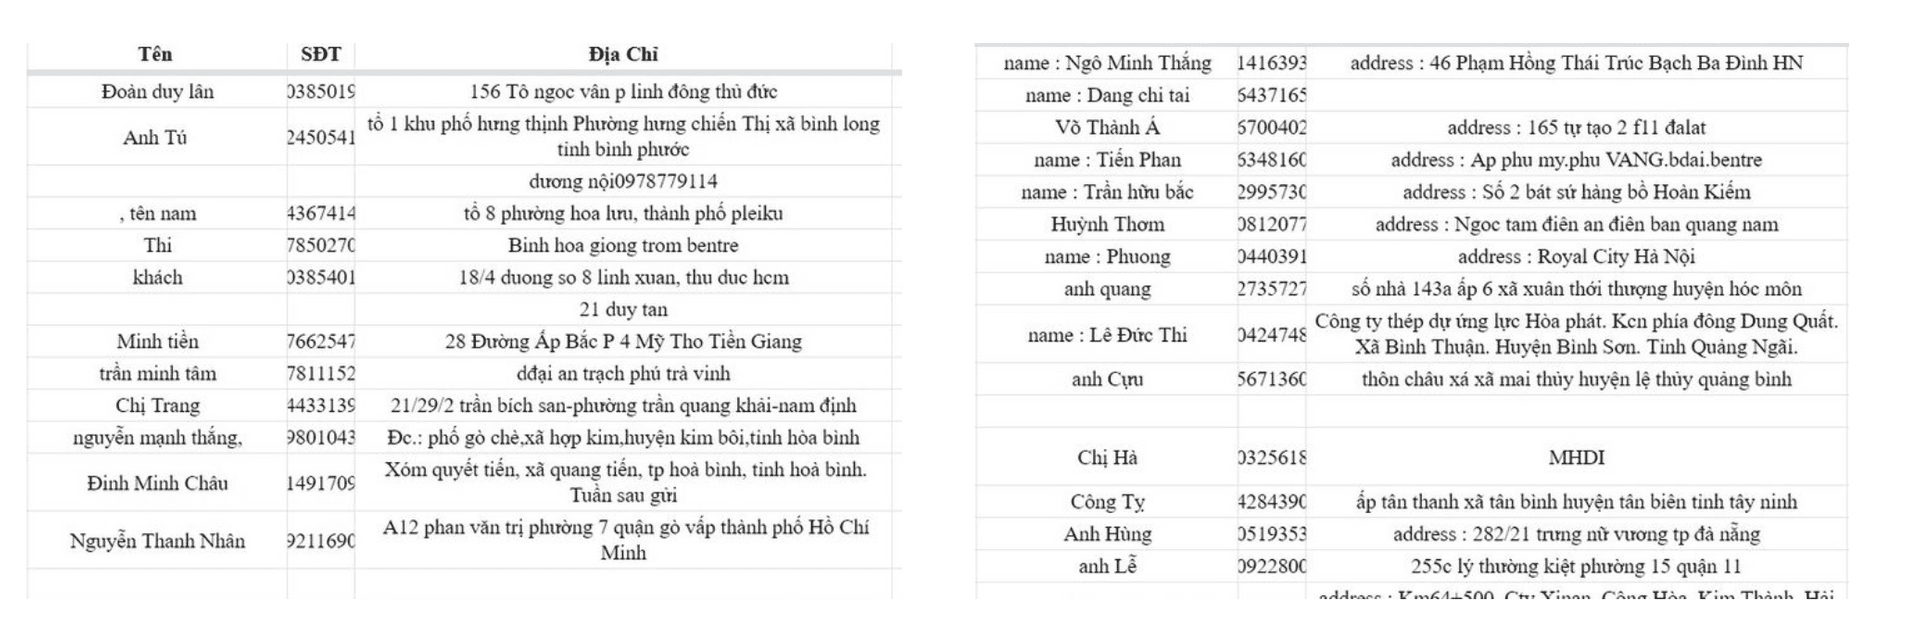 Tên SĐT Địa Chỉ
Đoàn duy lân 0385019 156 Tô ngoc vân p linh đông thủ đức
tổ 1 khu phố hưng thịnh Phường hưng chiến Thị xã bình long
Anh Tú 2450541
tỉnh bình phước
dương nội0978779114
, tên nam 4367414 tổ 8 phường hoa lưu, thành phố pleiku
Thi 7850270 Binh hoa giong trom bentre
khách 0385401 18/4 duong so 8 linh xuan, thu duc hcm
21 duy tan
Minh tiền 7662547 28 Đường Ấp Bắc P 4 Mỹ Tho Tiền Giang
trần minh tâm 7811152 dđại an trạch phú trà vinh
Chị Trang 4433139 21/29/2 trần bích san-phường trần quang khải-nam định
nguyễn mạnh thắng, 9801043 Đc.: phố gò chè,xã hợp kim,huyện kim bôi,tỉnh hòa bình
Xóm quyết tiến, xã quang tiến, tp hoà bình, tỉnh hoà bình.
Đinh Minh Châu 1491709
Tuần sau gửi
A12 phan văn trị phường 7 quận gò vấp thành phố Hồ Chí
Nguyễn Thanh Nhân 9211690
Minh
name : Ngô Minh Thắng 1416393 address : 46 Phạm Hồng Thái Trúc Bạch Ba Đình HN
name : Dang chi tai 6437165
Võ Thành Á 6700402 address : 165 tự tạo 2 f11 đalat
name : Tiến Phan 6348160 address : Ap phu my.phu VANG.bdai.bentre
name : Trần hữu bắc 2995730 address : Số 2 bát sứ hàng bồ Hoàn Kiếm
Huỳnh Thơm 0812077 address : Ngoc tam điên an điên ban quang nam
name : Phuong 0440391 address : Royal City Hà Nội
anh quang 2735727 số nhà 143a ấp 6 xã xuân thới thượng huyện hóc môn
Công ty thép dự ứng lực Hòa phát. Kcn phía đông Dung Quất.
name : Lê Đức Thi 0424748
Xã Bình Thuận. Huyện Bình Sơn. Tỉnh Quảng Ngãi.
anh Cựu 5671360 thôn châu xá xã mai thủy huyện lệ thủy quảng bình
Chị Hà 0325618 MHDI
Công Ty 4284390 ấp tân thanh xã tân bình huyện tân biên tỉnh tây ninh
Anh Hùng 0519353 address : 282/21 trưng nữ vương tp đà nẵng
anh Lễ 0922800 255c lý thường kiệt phường 15 quận 11
address : Km64+500, Cty Xinan, Cộng Hòa, Kim Thành, Hải